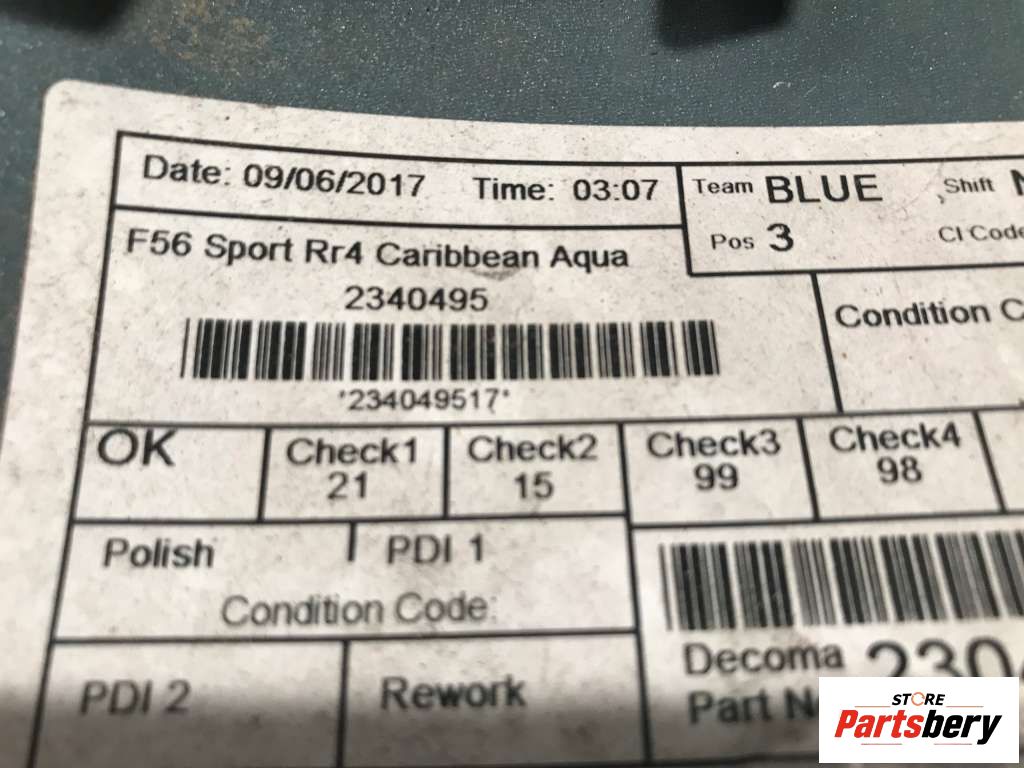 Date: 09/06/2017 Time: 03:07
Team BLUE Shift
Pos 3 CI Code
F56 Sport Rr4 Caribbean Aqua
2340495
*234049517*
Condition
OK
Check1
21
Check2
15
Check3
99
Check4
98
Polish
PDI 1
Condition Code:
PDI 2
Rework
Decoma
Part
STORE
Partsbery